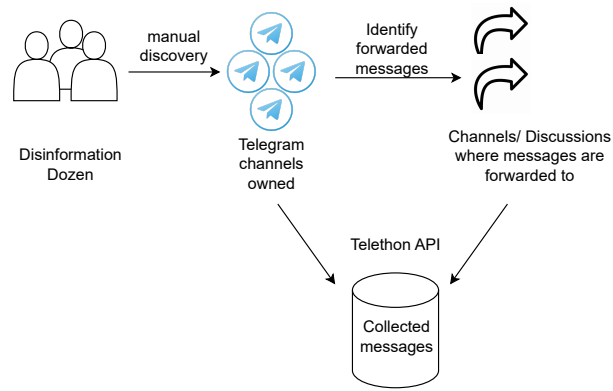 manual
discovery
Identify
forwarded
messages
Disinformation
Dozen
Telegram
channels
owned
Channels/ Discussions
where messages are
forwarded to
Telethon API
Collected
messages